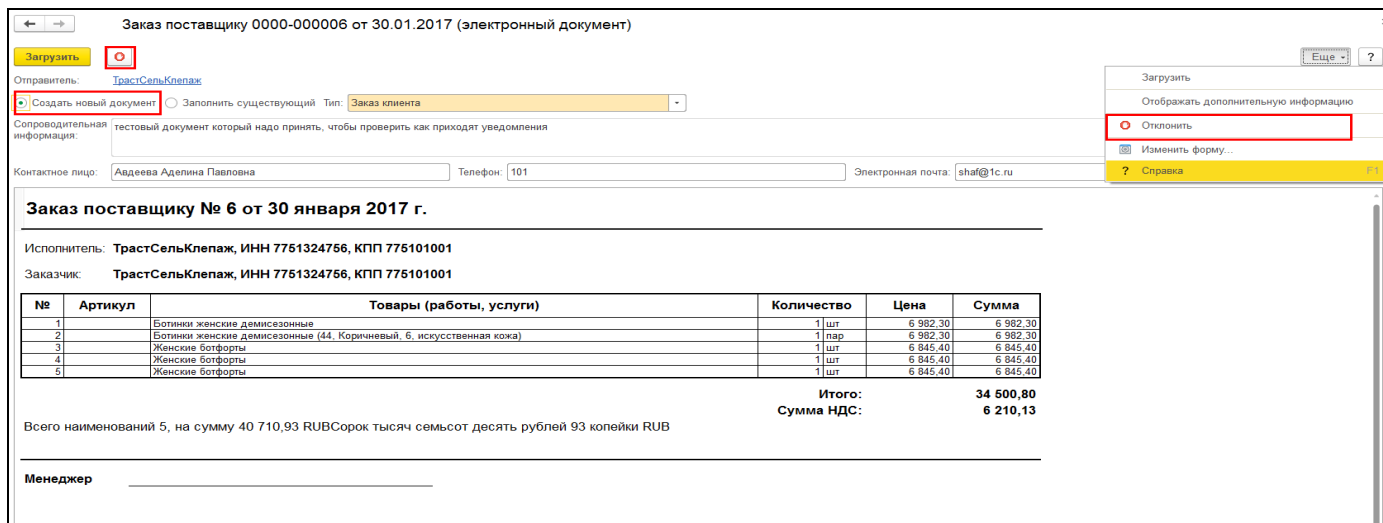 Заказ поставщику 0000-000006 от 30.01.2017 (электронный документ)
Загрузить Еще ?
Отправитель: ТрастСельКлепаж
Создать новый документ Заполнить существующий Тип: Заказ клиента
Сопроводительная информация: тестовый документ который надо принять, чтобы проверить как приходят уведомления
Контактное лицо: Авдеева Аделина Павловна Телефон: 101 Электронная почта: shaf@1c.ru
Загрузить
Отображать дополнительную информацию
Отклонить
Изменить форму...
? Справка F1
Заказ поставщику № 6 от 30 января 2017 г.
Исполнитель: ТрастСельКлепаж, ИНН 7751324756, КПП 775101001
Заказчик: ТрастСельКлепаж, ИНН 7751324756, КПП 775101001
№ Артикул Товары (работы, услуги) Количество Цена Сумма
1 Ботинки женские демисезонные 1 шт 6 982,30 6 982,30
2 Ботинки женские демисезонные (44, Коричневый, 6, искусственная кожа) 1 пар 6 982,30 6 982,30
3 Женские ботфорты 1 шт 6 845,40 6 845,40
4 Женские ботфорты 1 шт 6 845,40 6 845,40
5 Женские ботфорты 1 шт 6 845,40 6 845,40
Итого: 34 500,80
Сумма НДС: 6 210,13
Всего наименований 5, на сумму 40 710,93 RUBСорок тысяч семьсот десять рублей 93 копейки RUB
Менеджер